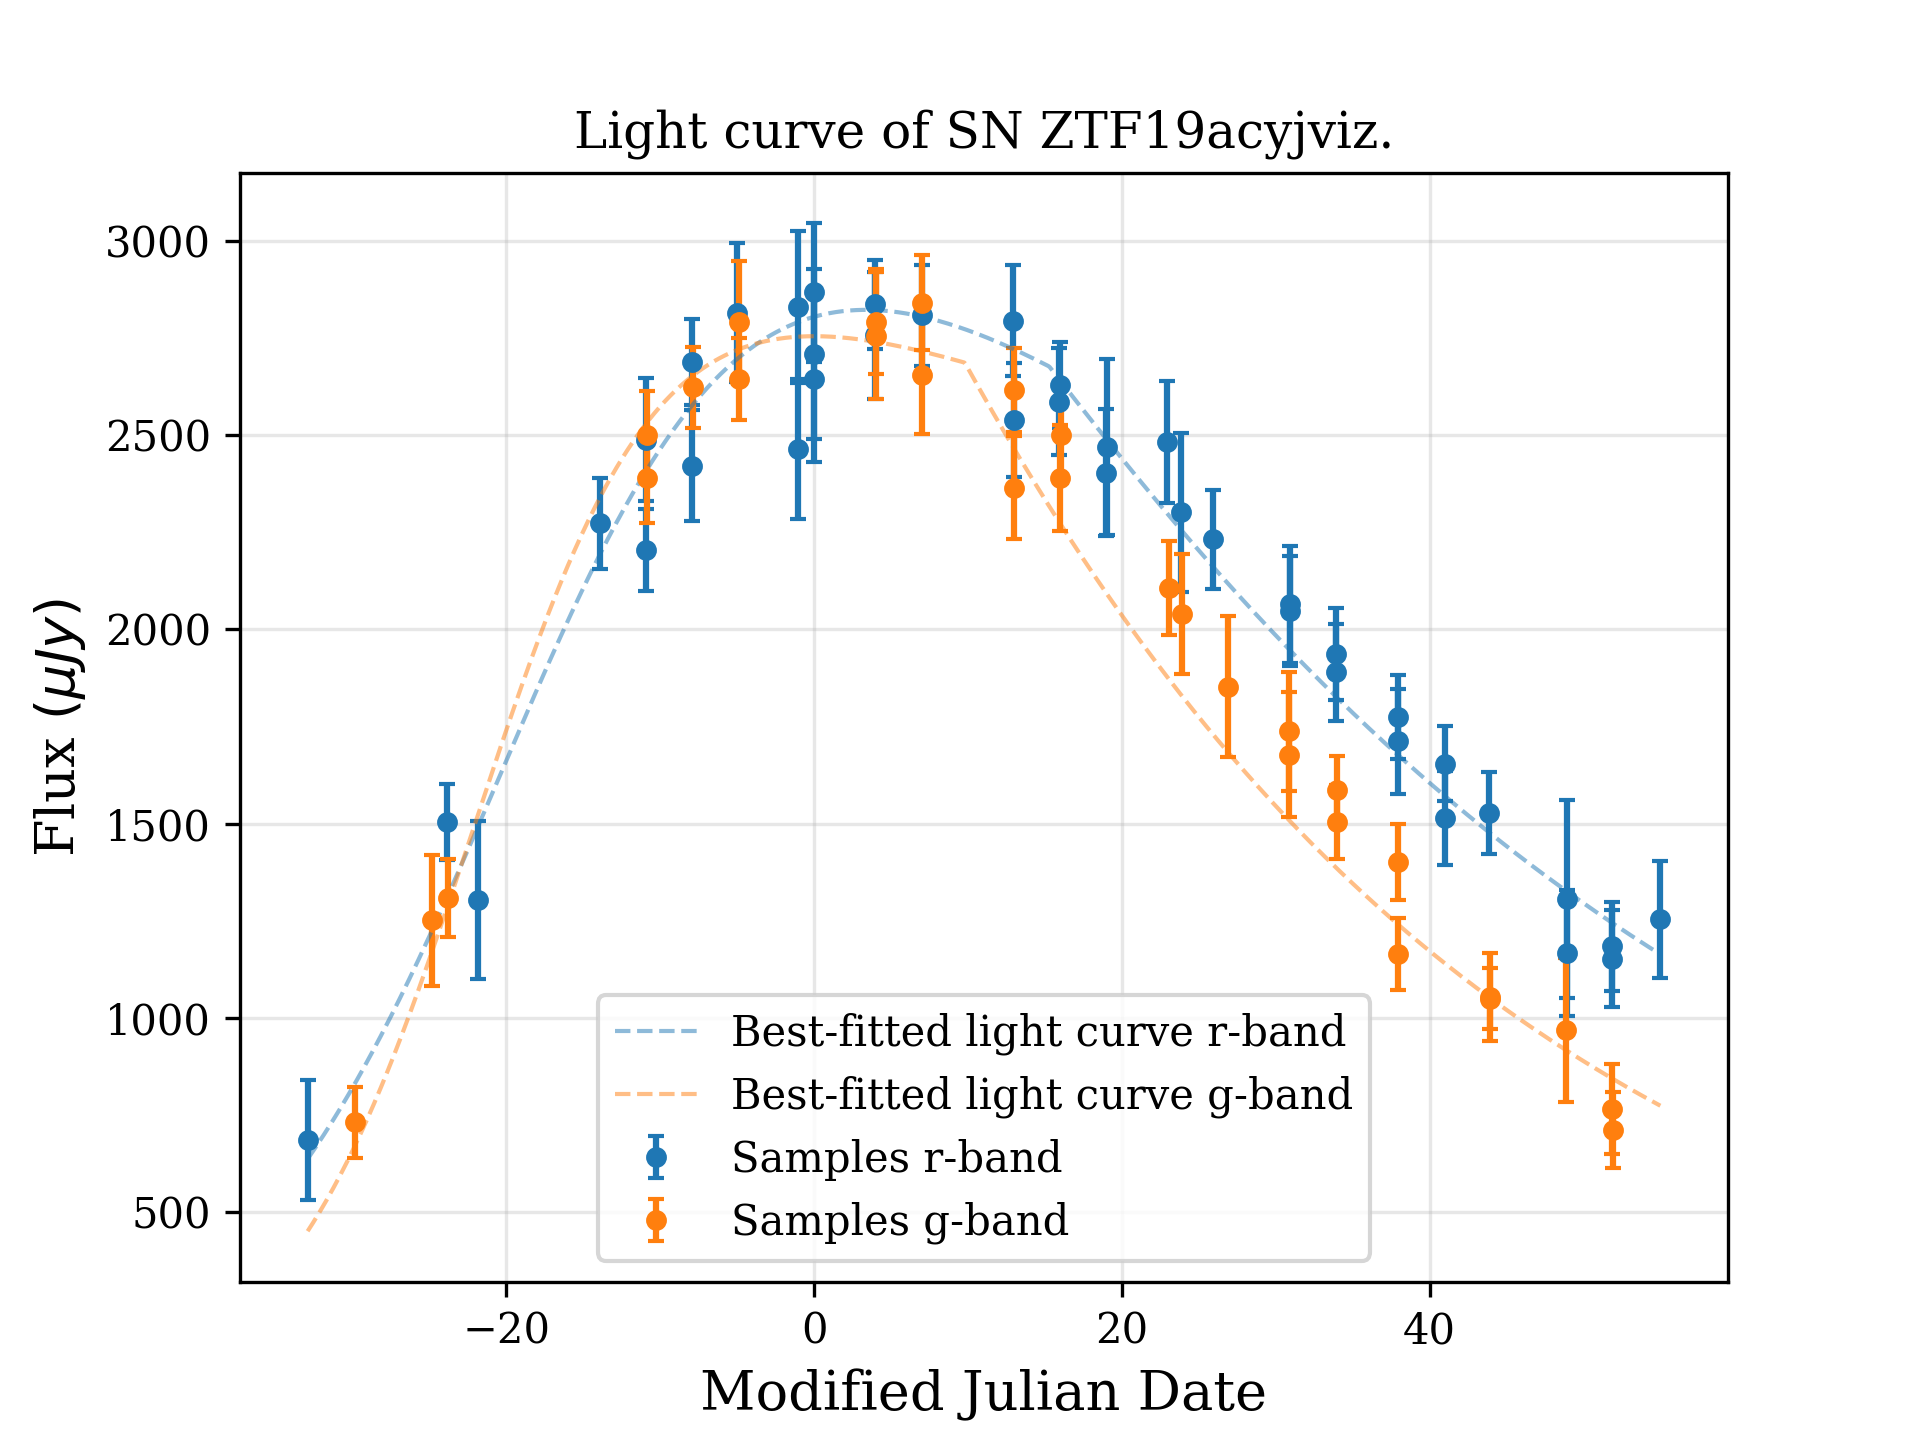 Light curve of SN ZTF19acyjviz.
3000
2500
2000
1500
1000
500
Flux (μJy)
−20
0
20
40
Modified Julian Date
Best-fitted light curve r-band
Best-fitted light curve g-band
Samples r-band
Samples g-band